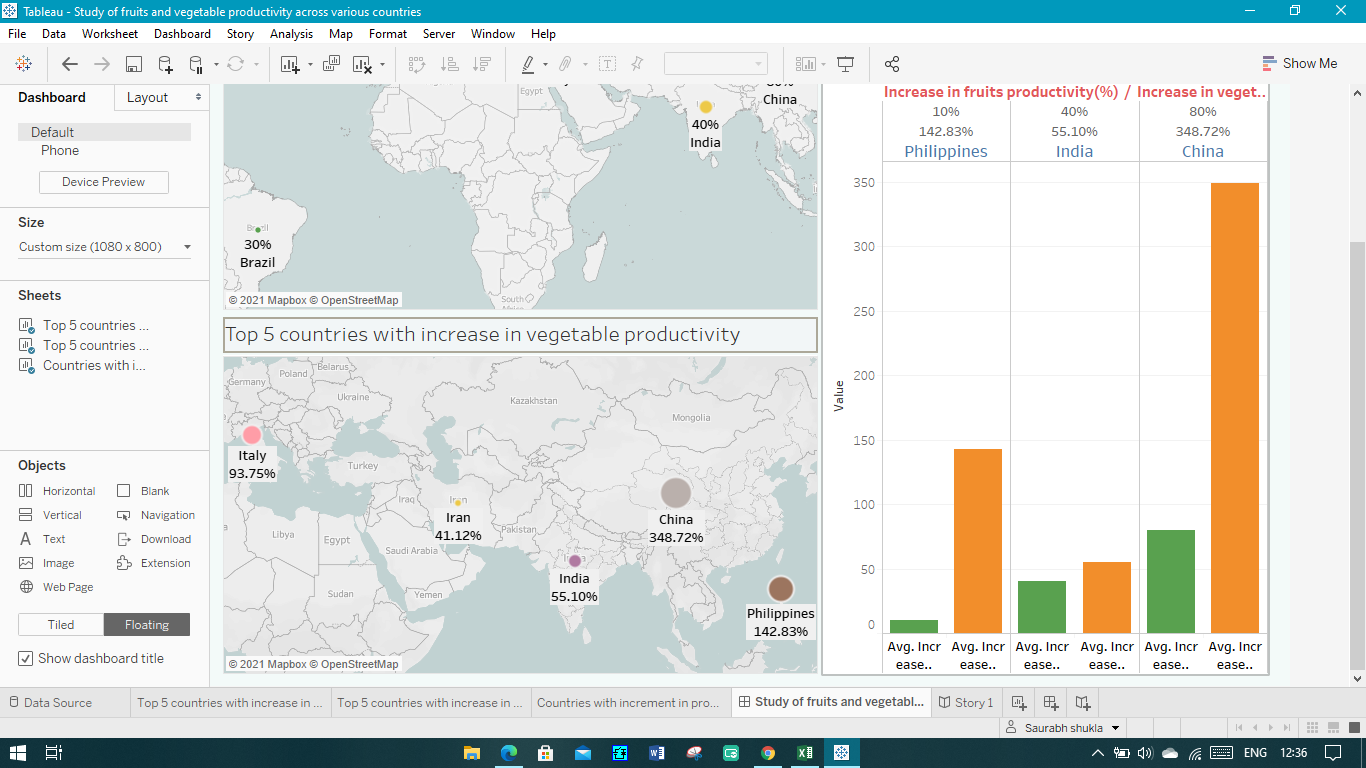 Tableau - Study of fruits and vegetable productivity across various countries
File Data Worksheet Dashboard Story Analysis Map Format Server Window Help
Show Me
Dashboard Layout
Default
Phone
Device Preview
Size
Custom size (1080 x 800)
Sheets
Top 5 countries ...
Top 5 countries ...
Countries with i...
Objects
Horizontal Blank
Vertical Navigation
Text Download
Image Extension
Web Page
Tiled Floating
Show dashboard title
Egypt
China
40%
India
Brazil
30%
Brazil
South
© 2021 Mapbox © OpenStreetMap
Top 5 countries with increase in vegetable productivity
Belarus
Poland
Germany
Ukraine
Kazakhstan
Mongolia
Italy
93.75%
Turkey
Iraq
Iran
Iran
41.12%
Pakistan
China
348.72%
Libya
Egypt
Saudi Arabia
India
55.10%
Sudan
Yemen
Philippines
142.83%
© 2021 Mapbox © OpenStreetMap
Increase in fruits productivity(%) / Increase in veget..
10% 40% 80%
142.83% 55.10% 348.72%
Philippines India China
350
300
250
200
150
100
50
0
Value
Avg. Incr Avg. Incr Avg. Incr Avg. Incr Avg. Incr Avg. Incr
ease.. ease.. ease.. ease.. ease.. ease..
Data Source Top 5 countries with increase in ... Top 5 countries with increase in ... Countries with increment in pro... Study of fruits and vegetabl... Story 1
Saurabh shukla
ENG 12:36